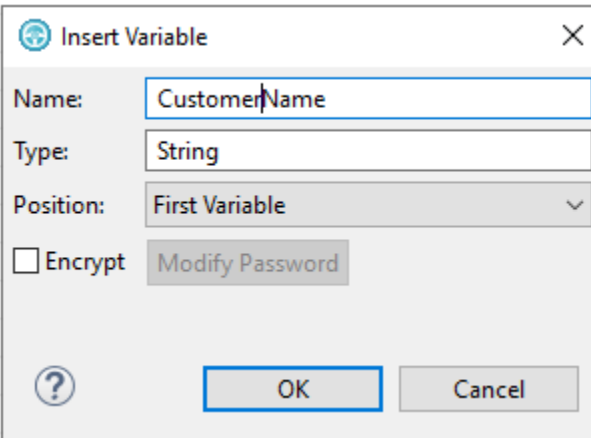 Insert Variable
Name: CustomerName
Type: String
Position: First Variable
Encrypt Modify Password
? OK Cancel